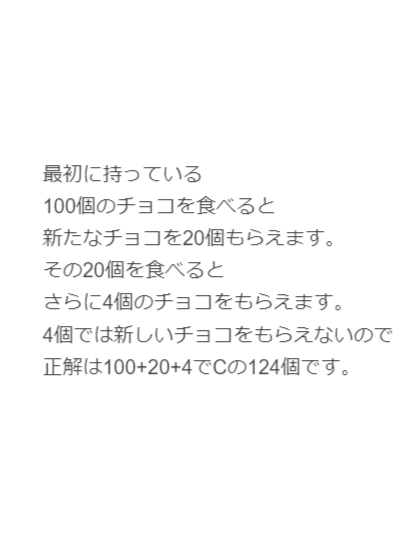 最初に持っている
100個のチョコを食べると
新たなチョコを20個もらえます。
その20個を食べると
さらに4個のチョコをもらえます。
4個では新しいチョコをもらえないので
正解は100+20+4でCの124個です。